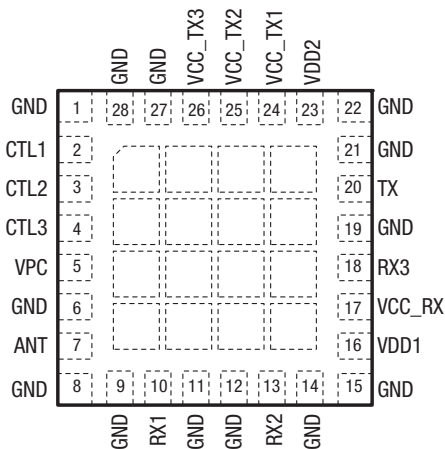 GND
GND
VCC_TX3
VCC_TX2
VCC_TX1
VDD2
GND 1 28 27 26 25 24 23 22 GND
CTL1 2 21 GND
CTL2 3 20 TX
CTL3 4 19 GND
VPC 5 18 RX3
GND 6 17 VCC_RX
ANT 7 16 VDD1
GND 8 9 10 11 12 13 14 15 GND
GND
RX1
GND
GND
RX2
GND